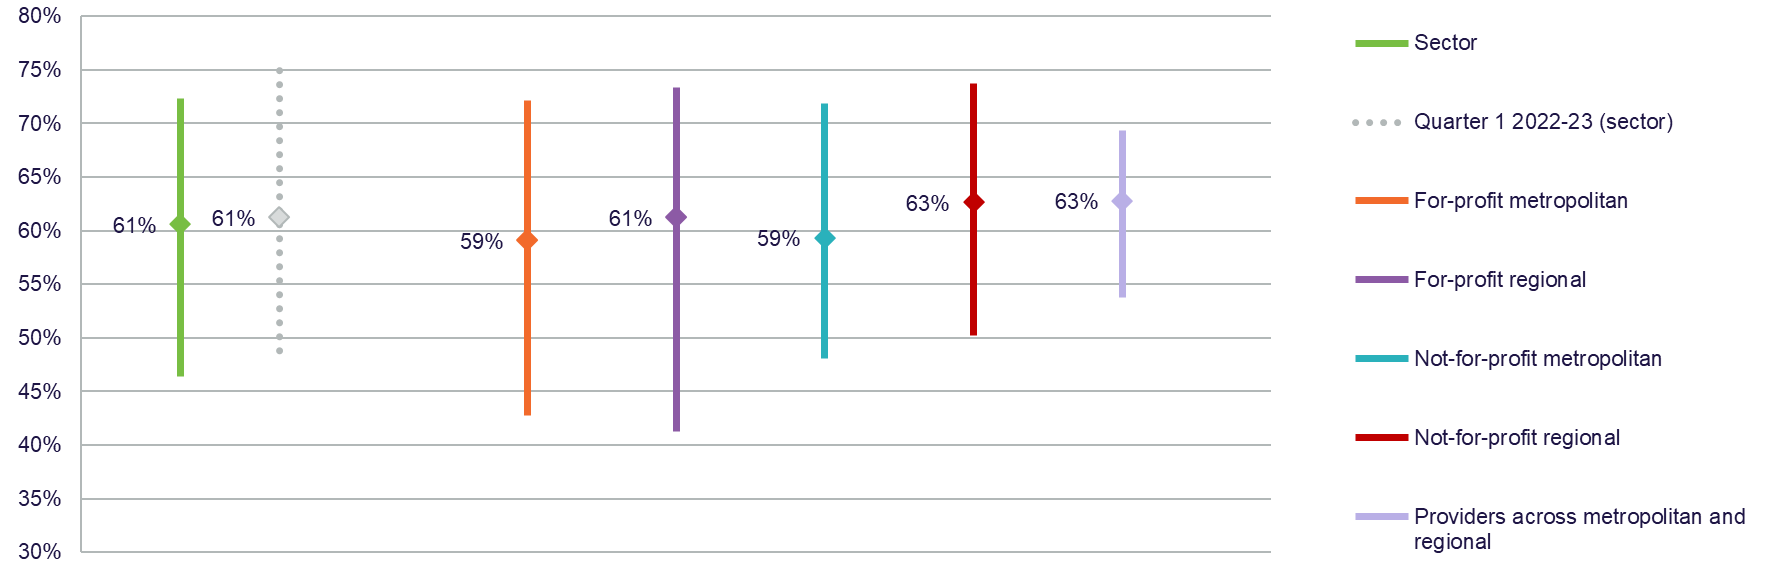 80%
75%
70%
65%
60%
55%
50%
45%
40%
35%
30%
61%
61%
59%
61%
59%
63%
63%
Sector
Quarter 1 2022-23 (sector)
For-profit metropolitan
For-profit regional
Not-for-profit metropolitan
Not-for-profit regional
Providers across metropolitan and
regional